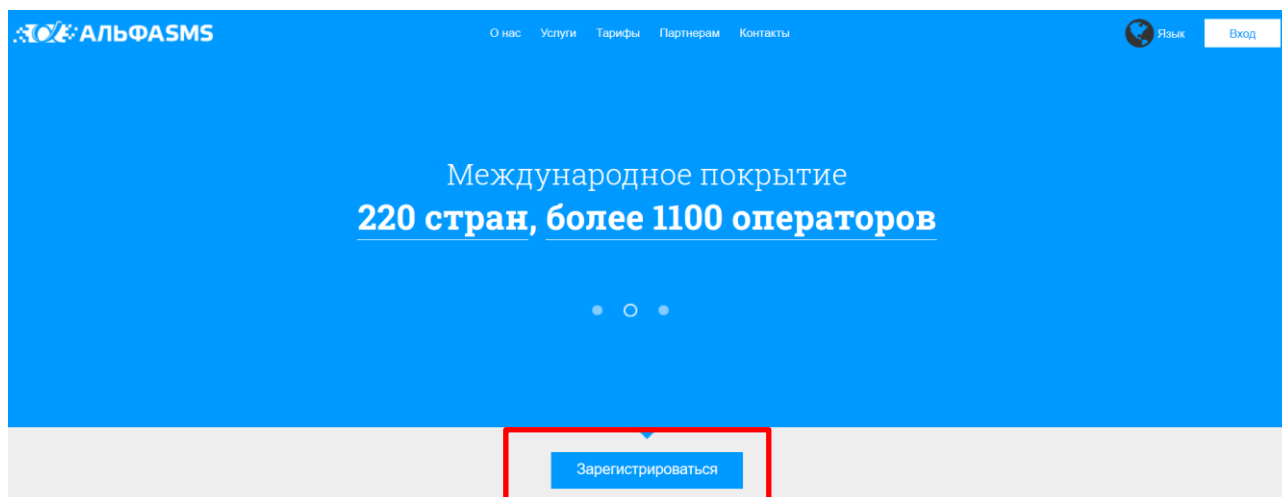 АЛЬФАSMS
О нас Услуги Тарифы Партнерам Контакты
Язык
Вход
Международное покрытие
220 стран, более 1100 операторов
Зарегистрироваться